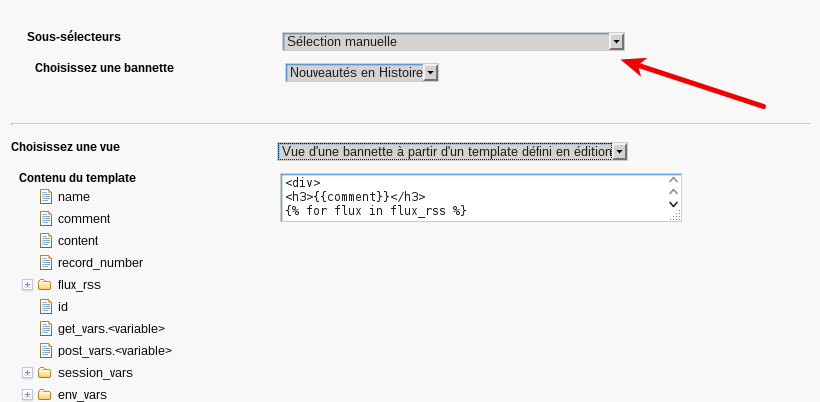 Sous-sélecteurs
Sélection manuelle
Choisissez une bannette
Nouveautés en Histoire
Choisissez une vue
Vue d'une bannette à partir d'un template défini en édition
Contenu du template
<div>
<h3>{{comment}}</h3>
{% for flux in flux_rss %}
name
comment
content
record_number
flux_rss
id
get_vars.<variable>
post_vars.<variable>
session_vars
env_vars